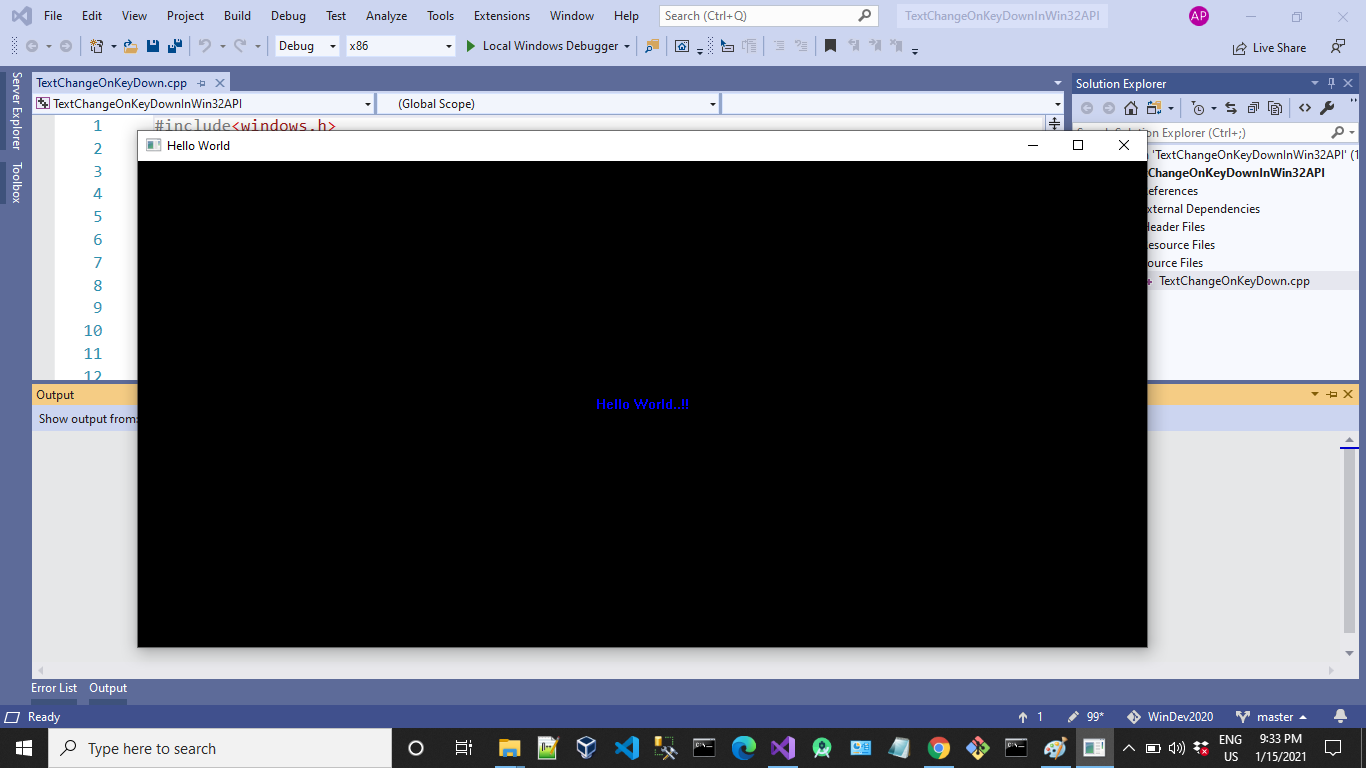 File Edit View Project Build Debug Test Analyze Tools Extensions Window Help Search (Ctrl+Q) TextChangeOnKeyDownInWin32API AP
Debug x86 Local Windows Debugger Live Share
Server Explorer
Toolbox
TextChangeOnKeyDown.cpp
TextChangeOnKeyDownInWin32API (Global Scope)
1 #include<windows.h>
2
3
4
5
6
7
8
9
10
11
12
Solution Explorer
Search Solution Explorer (Ctrl+;)
'TextChangeOnKeyDownInWin32API' (1
tChangeOnKeyDownInWin32API
eferences
xternal Dependencies
Header Files
esource Files
ource Files
TextChangeOnKeyDown.cpp
Hello World
Hello World..!!
Output
Show output from:
Error List Output
Ready 1 99* WinDev2020 master
Type here to search
ENG
US
9:33 PM
1/15/2021